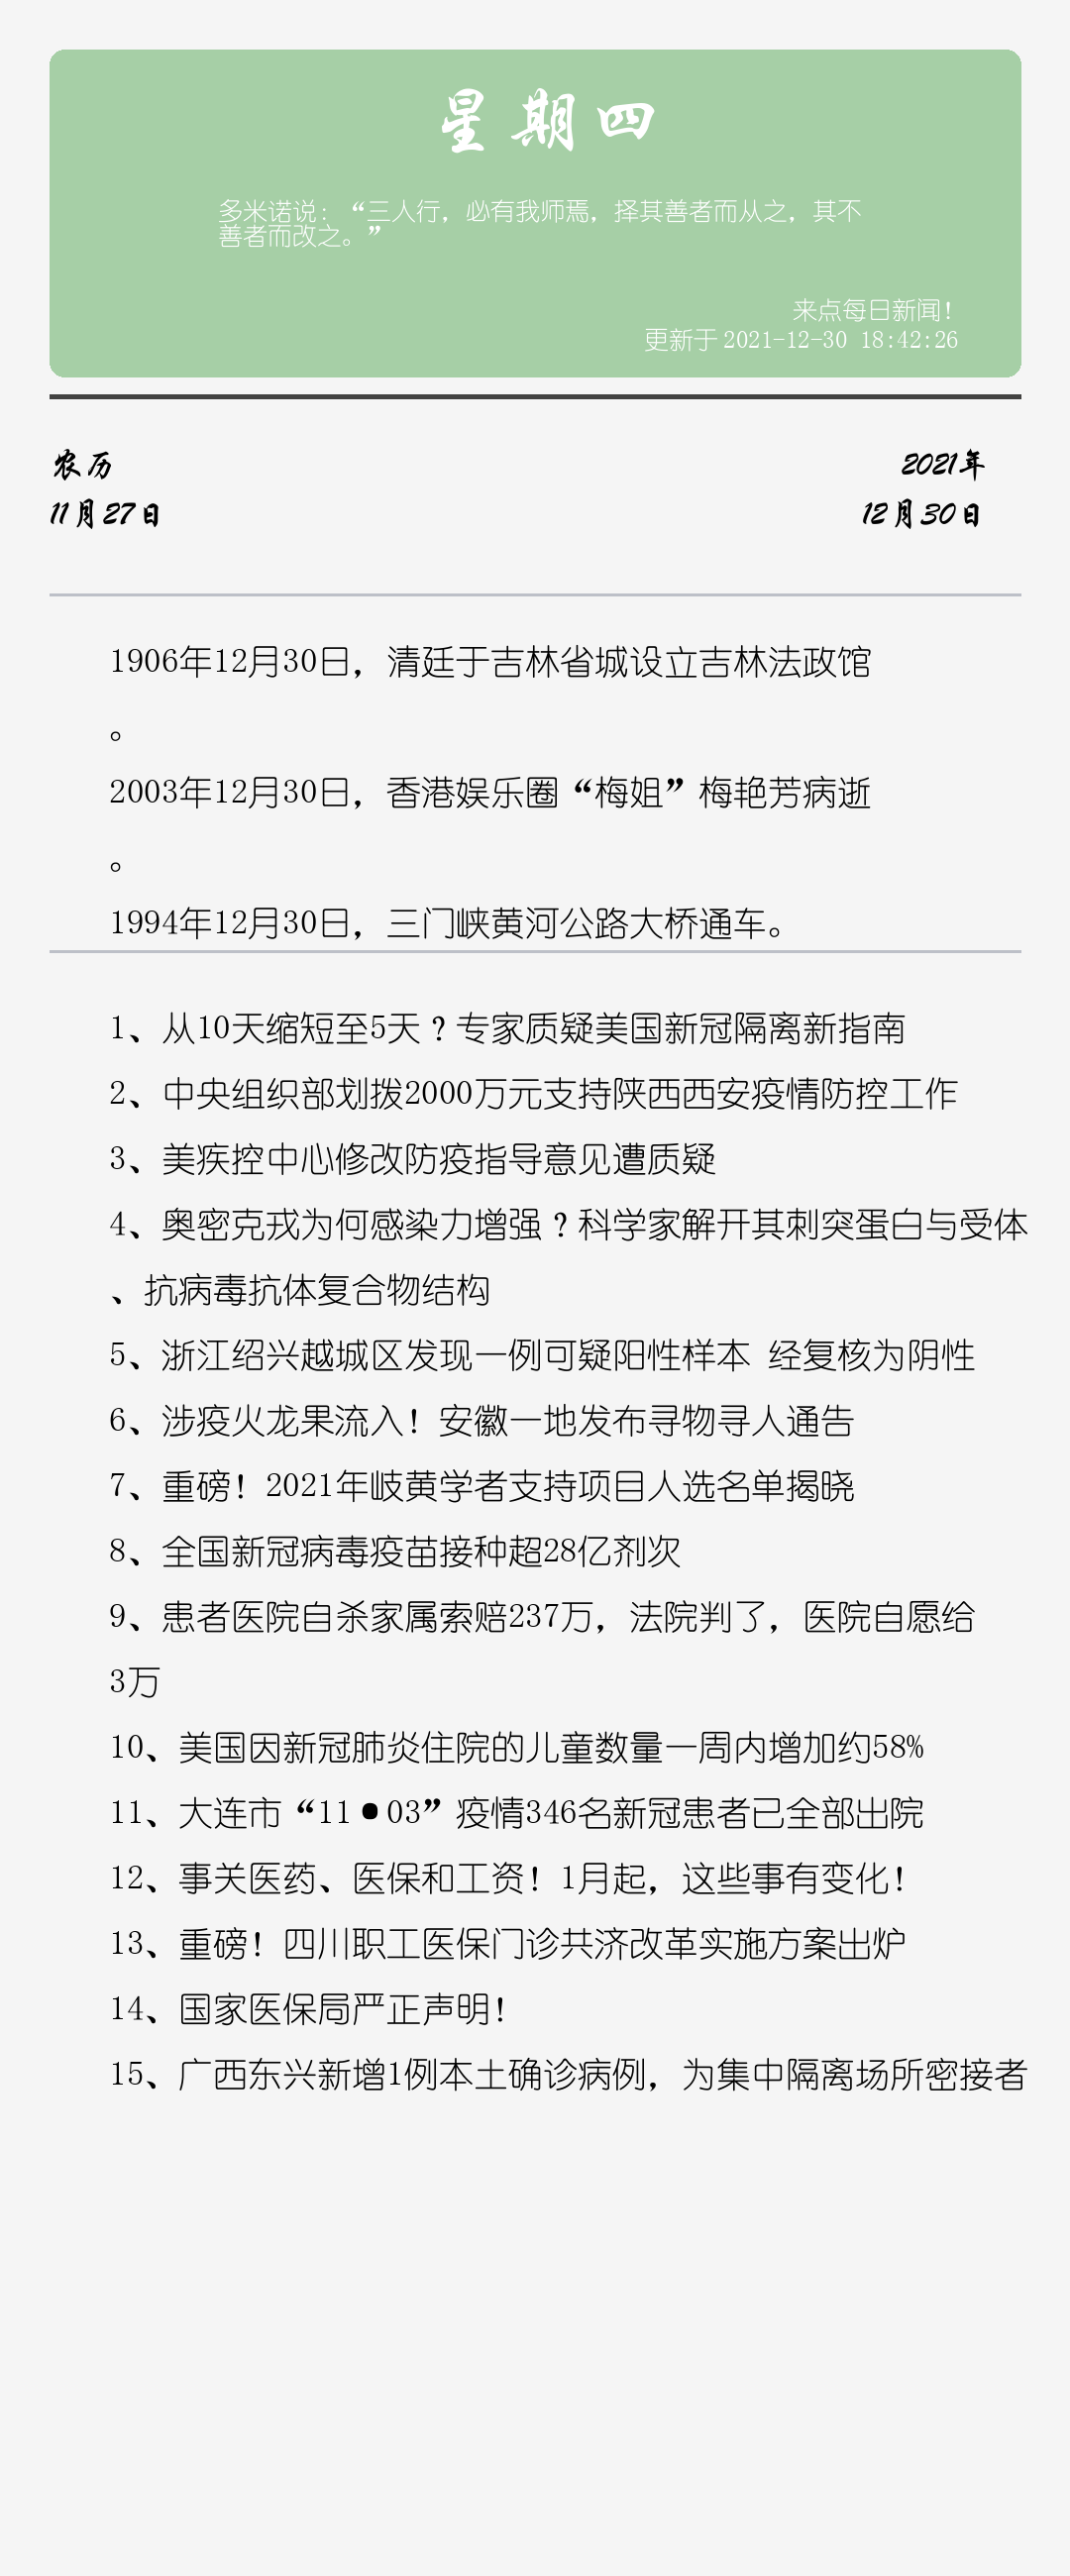 星期四
多米诺说：“三人行，必有我师焉，择其善者而从之，其不
善者而改之。”
来点每日新闻！
更新于2021-12-30 18:42:26
农历
11月27日
2021年
12月30日
1906年12月30日，清廷于吉林省城设立吉林法政馆
。
2003年12月30日，香港娱乐圈“梅姐”梅艳芳病逝
。
1994年12月30日，三门峡黄河公路大桥通车。
1、从10天缩短至5天？专家质疑美国新冠隔离新指南
2、中央组织部划拨2000万元支持陕西西安疫情防控工作
3、美疾控中心修改防疫指导意见遭质疑
4、奥密克戎为何感染力增强？科学家解开其刺突蛋白与受体
、抗病毒抗体复合物结构
5、浙江绍兴越城区发现一例可疑阳性样本 经复核为阴性
6、涉疫火龙果流入！安徽一地发布寻物寻人通告
7、重磅！2021年岐黄学者支持项目人选名单揭晓
8、全国新冠病毒疫苗接种超28亿剂次
9、患者医院自杀家属索赔237万，法院判了，医院自愿给
3万
10、美国因新冠肺炎住院的儿童数量一周内增加约58%
11、大连市“11•03”疫情346名新冠患者已全部出院
12、事关医药、医保和工资！1月起，这些事有变化！
13、重磅！四川职工医保门诊共济改革实施方案出炉
14、国家医保局严正声明！
15、广西东兴新增1例本土确诊病例，为集中隔离场所密接者